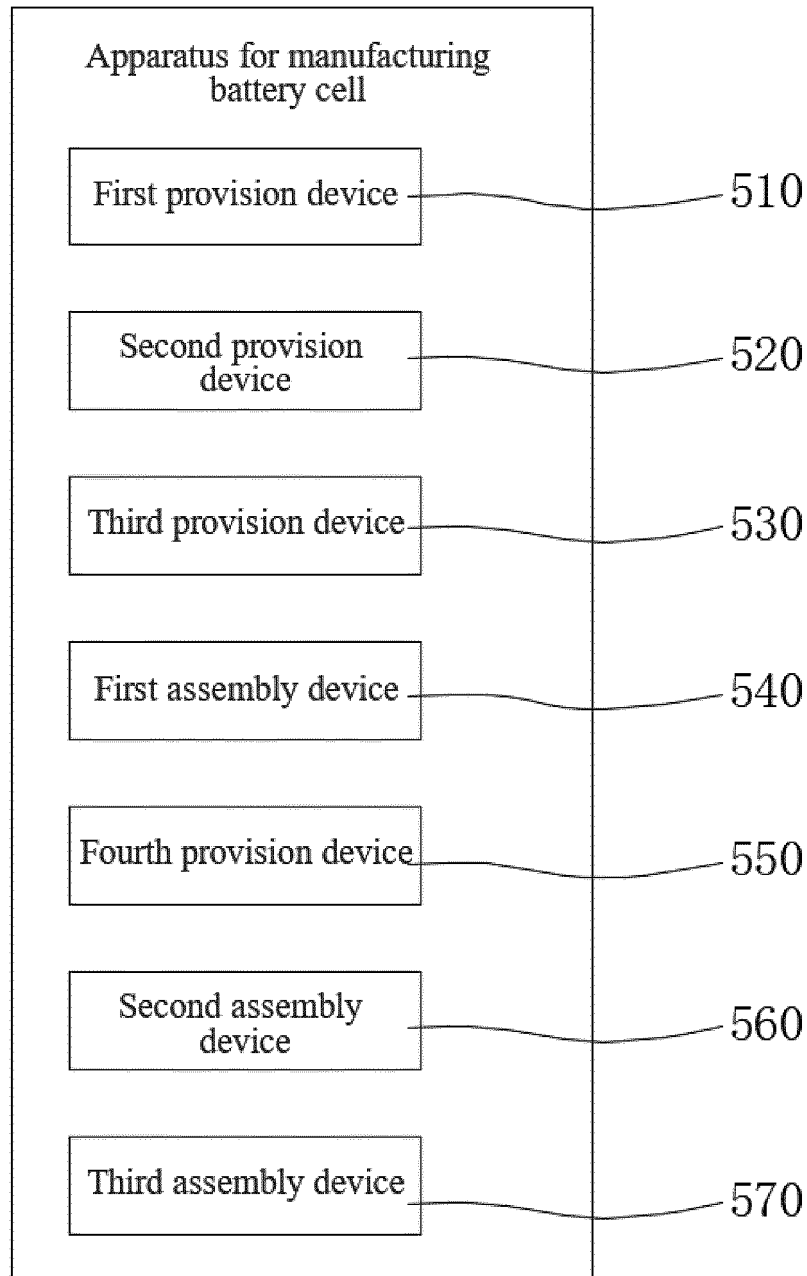 Apparatus for manufacturing
battery cell
First provision device
510
Second provision
device
520
Third provision device
530
First assembly device
540
Fourth provision device
550
Second assembly
device
560
Third assembly device
570